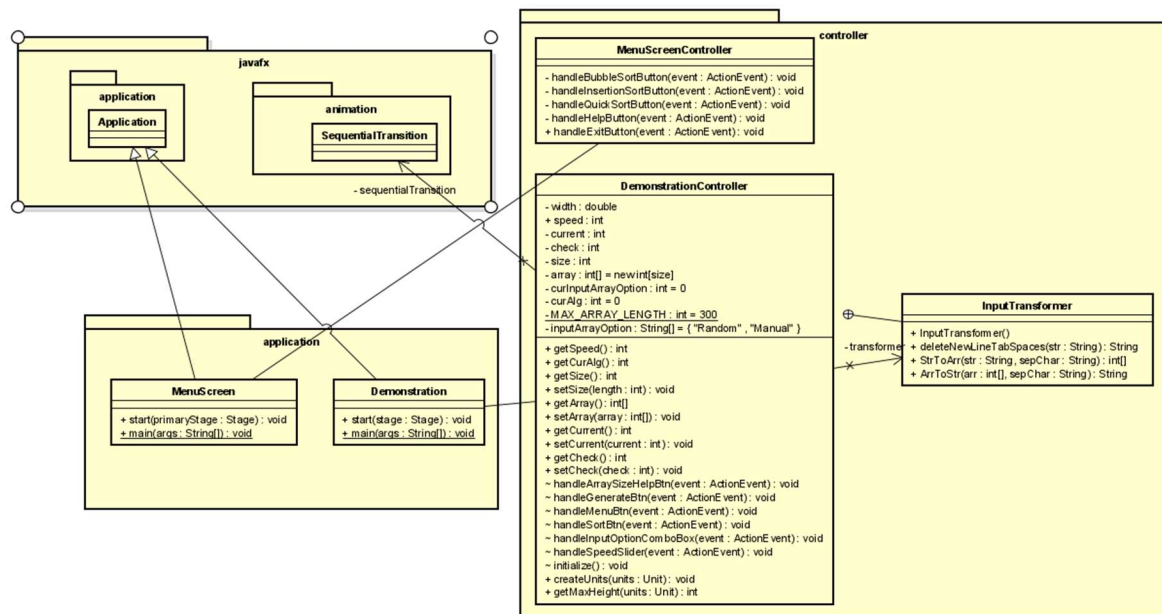 javafx
application
Application
animation
SequentialTransition
- sequentialTransition
application
MenuScreen
+ start(primaryStage : Stage) : void
+ main(args : String[]) : void
Demonstration
+ start(stage : Stage) : void
+ main(args : String[]) : void
controller
MenuScreenController
- handleBubbleSortButton(event : ActionEvent) : void
- handleInsertionSortButton(event : ActionEvent) : void
- handleQuickSortButton(event : ActionEvent) : void
- handleHelpButton(event : ActionEvent) : void
+ handleExitButton(event : ActionEvent) : void
DemonstrationController
- width : double
+ speed : int
- current : int
- check : int
- size : int
- array : int[] = newint[size]
- curInputArrayOption : int = 0
- curAlg : int = 0
- MAX_ARRAY_LENGTH : int = 300
- inputArrayOption : String[] = { "Random" , "Manual" }
+ getSpeed() : int
+ getCurAlg() : int
+ getSize() : int
+ setSize(length : int) : void
+ getArray() : int[]
+ setArray(array : int[]) : void
+ getCurrent() : int
+ setCurrent(current : int) : void
+ getCheck() : int
+ setCheck(check : int) : void
~ handleArraySizeHelpBtn(event : ActionEvent) : void
~ handleGenerateBtn(event : ActionEvent) : void
~ handleMenuBtn(event : ActionEvent) : void
~ handleSortBtn(event : ActionEvent) : void
~ handleInputOptionComboBox(event : ActionEvent) : void
~ handleSpeedSlider(event : ActionEvent) : void
~ initialize() : void
+ createUnits(units : Unit) : void
+ getMaxHeight(units : Unit) : int
- transformer
InputTransformer
+ InputTransformer()
+ deleteNewLineTabSpaces(str : String) : String
+ StrToArr(str : String, sepChar : String) : int[]
+ ArrToStr(arr : int[], sepChar : String) : String